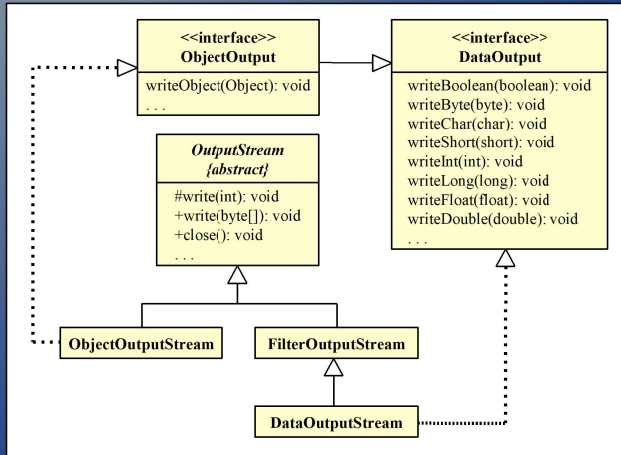 <<interface>>
ObjectOutput
writeObject(Object): void
. . .
<<interface>>
DataOutput
writeBoolean(boolean): void
writeByte(byte): void
writeChar(char): void
writeShort(short): void
writeInt(int): void
writeLong(long): void
writeFloat(float): void
writeDouble(double): void
. . .
OutputStream
{abstract}
#write(int): void
+write(byte[]): void
+close(): void
. . .
ObjectOutputStream
FilterOutputStream
DataOutputStream